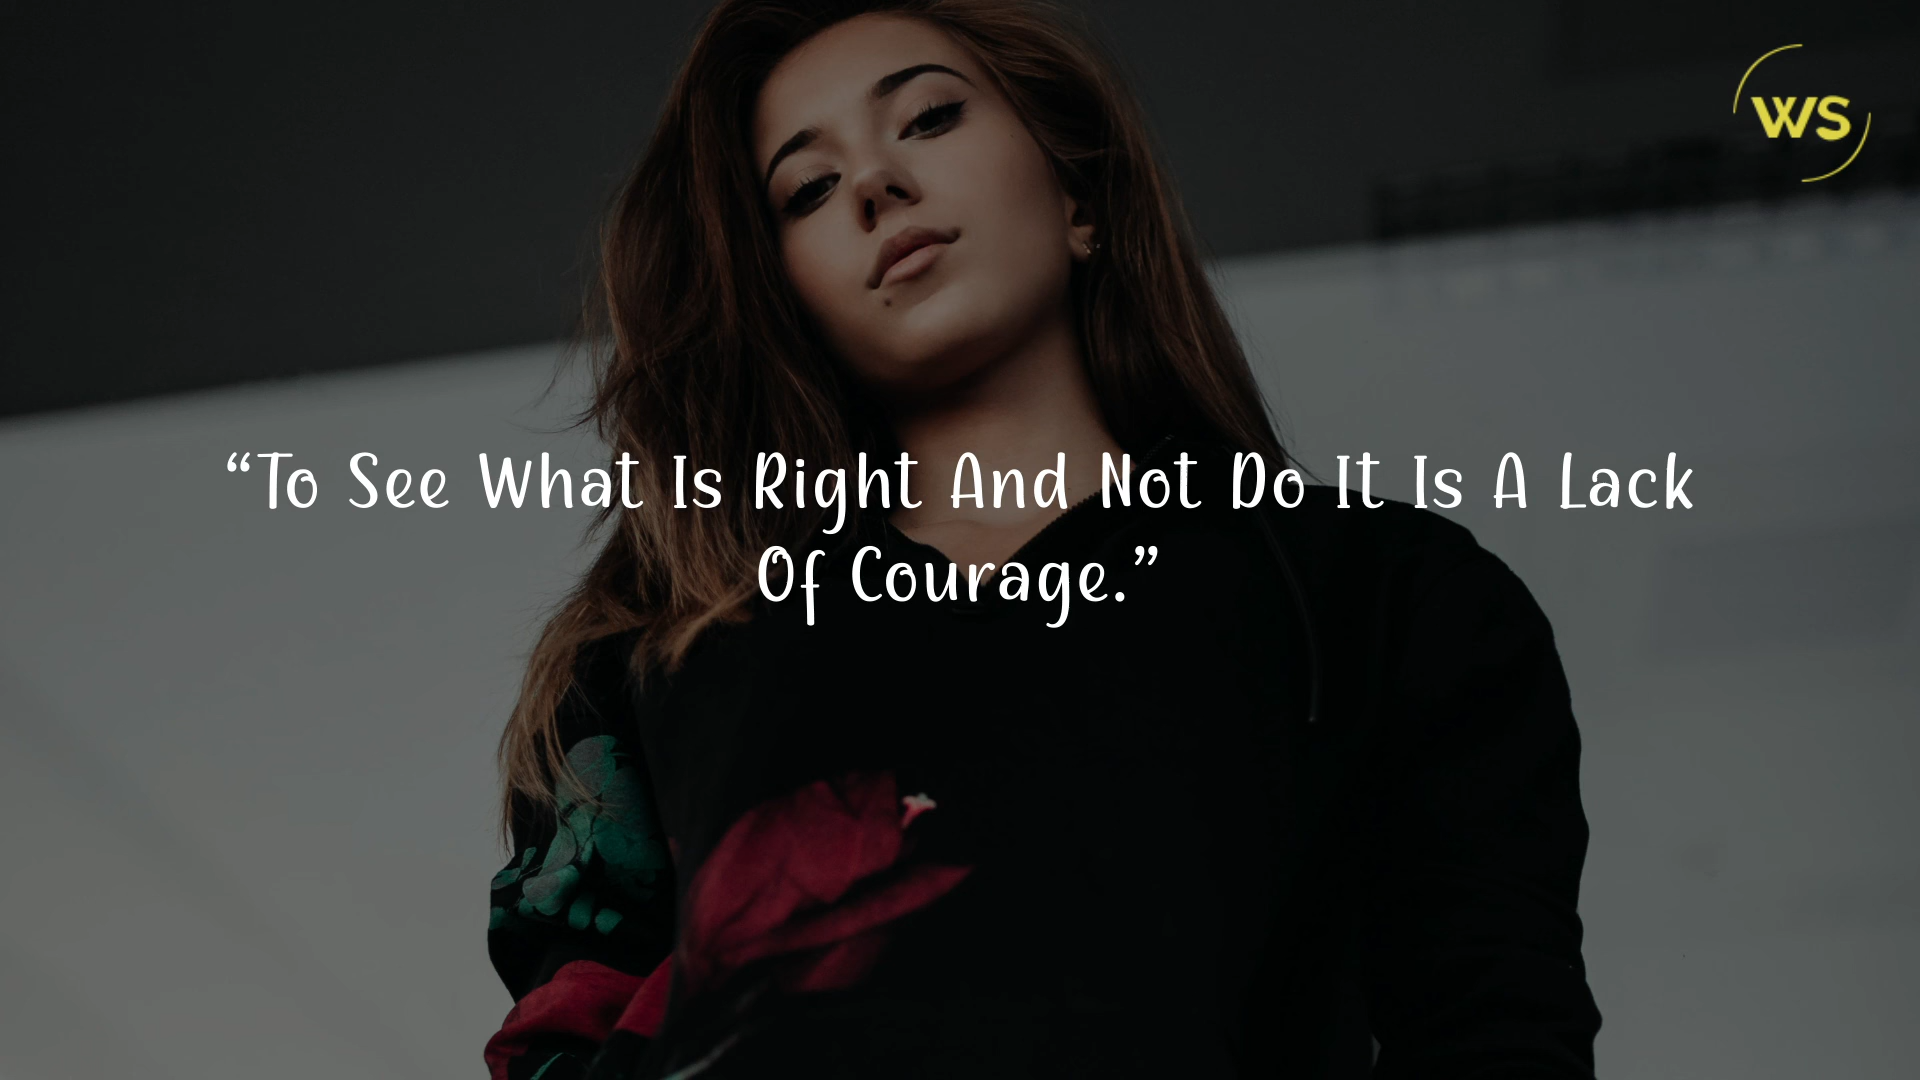 WS
“To See What Is Right And Not Do It Is A Lack
Of Courage.”